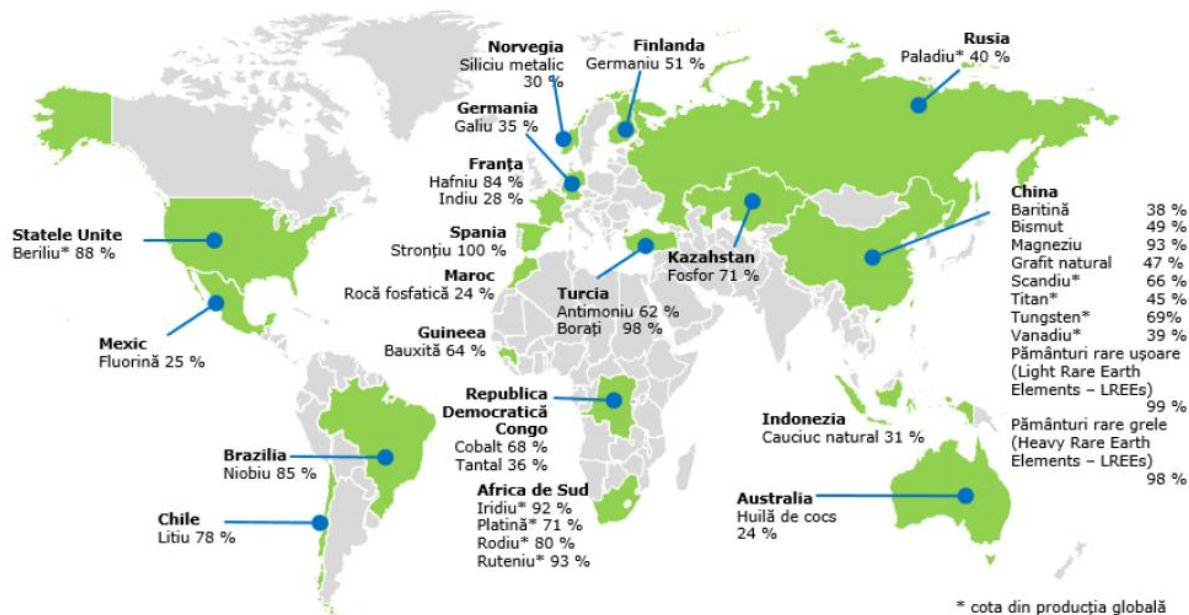 Norvegia
Siliciu metalic
30 %
Finlanda
Germaniu 51 %
Rusia
Paladiu* 40 %
Germania
Galiu 35 %
Franța
Hafniu 84 %
Indiu 28 %
Statele Unite
Beriliu* 88 %
Spania
Stronțiu 100 %
Maroc
Rocă fosfatică 24 %
Kazahstan
Fosfor 71 %
Turcia
Antimoniu 62 %
Borați 98 %
China
Baritină 38 %
Bismut 49 %
Magneziu 93 %
Grafit natural 47 %
Scandiu* 66 %
Titan* 45 %
Tungsten* 69%
Vanadiu* 39 %
Pământuri rare ușoare
(Light Rare Earth
Elements – LREEs)
99 %
Pământuri rare grele
(Heavy Rare Earth
Elements – LREEs)
98 %
Mexic
Fluorină 25 %
Guineea
Bauxită 64 %
Republica
Democratică
Congo
Cobalt 68 %
Tantal 36 %
Indonezia
Cauciuc natural 31 %
Brazilia
Niobiu 85 %
Africa de Sud
Iridiu* 92 %
Platină* 71 %
Rodiu* 80 %
Ruteniu* 93 %
Australia
Huilă de cocs
24 %
Chile
Litiu 78 %
* cota din producția globală